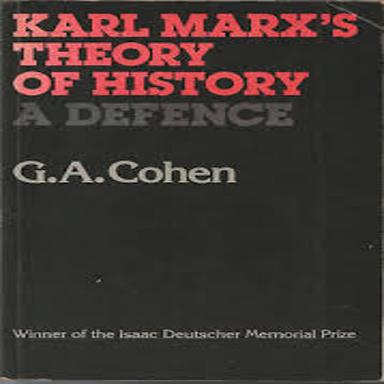 KARL MARX'S
THEORY
OF HISTORY
A DEFENCE
G.A.Cohen
Winner of the Isaac Deutscher Memorial Prize